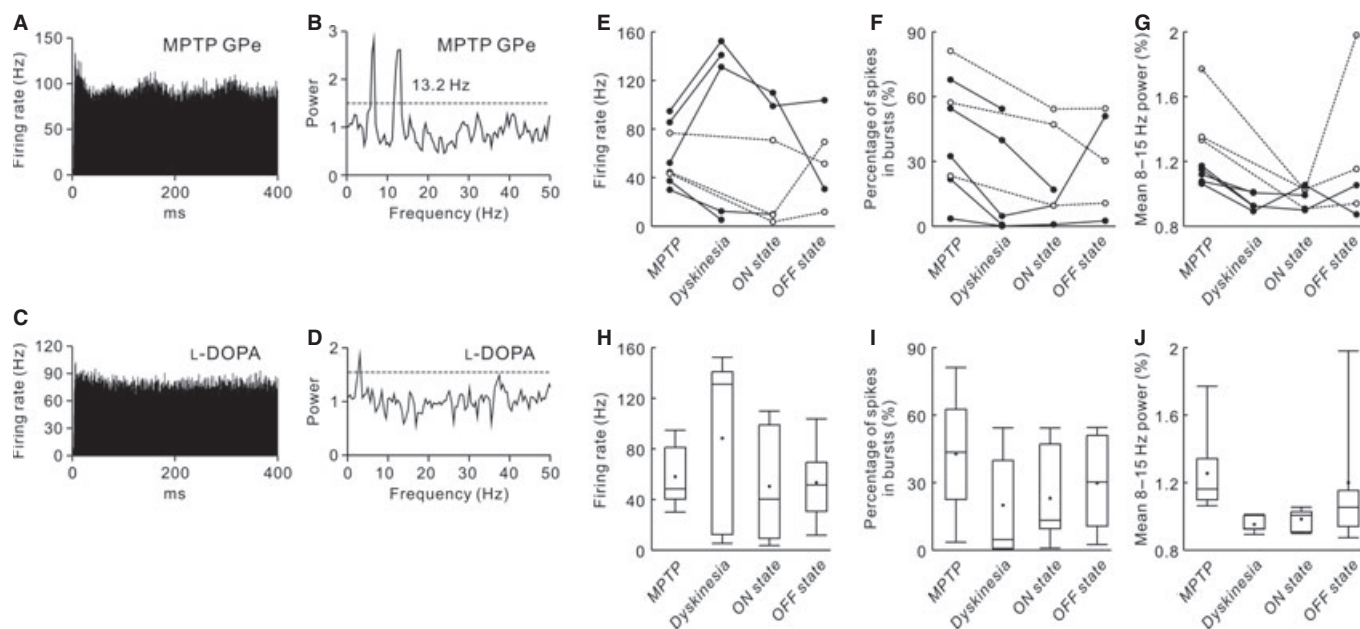 A
MPTP GPe
Firing rate (Hz)
150
100
50
0
0
200
400
ms
B
MPTP GPe
13.2 Hz
Power
3
2
1
0
0
10
20
30
40
50
Frequency (Hz)
C
L-DOPA
Firing rate (Hz)
120
90
60
30
0
0
200
400
ms
D
L-DOPA
Power
2
1
0
0
10
20
30
40
50
Frequency (Hz)
E
Firing rate (Hz)
160
120
80
40
0
MPTP
Dyskinesia
ON state
OFF state
F
Percentage of spikes
in bursts (%)
90
60
30
0
MPTP
Dyskinesia
ON state
OFF state
G
Mean 8–15 Hz power (%)
2
1.6
1.2
0.8
MPTP
Dyskinesia
ON state
OFF state
H
Firing rate (Hz)
160
120
80
40
0
MPTP
Dyskinesia
ON state
OFF state
I
Percentage of spikes
in bursts (%)
90
60
30
0
MPTP
Dyskinesia
ON state
OFF state
J
Mean 8–15 Hz power (%)
2
1.6
1.2
0.8
MPTP
Dyskinesia
ON state
OFF state